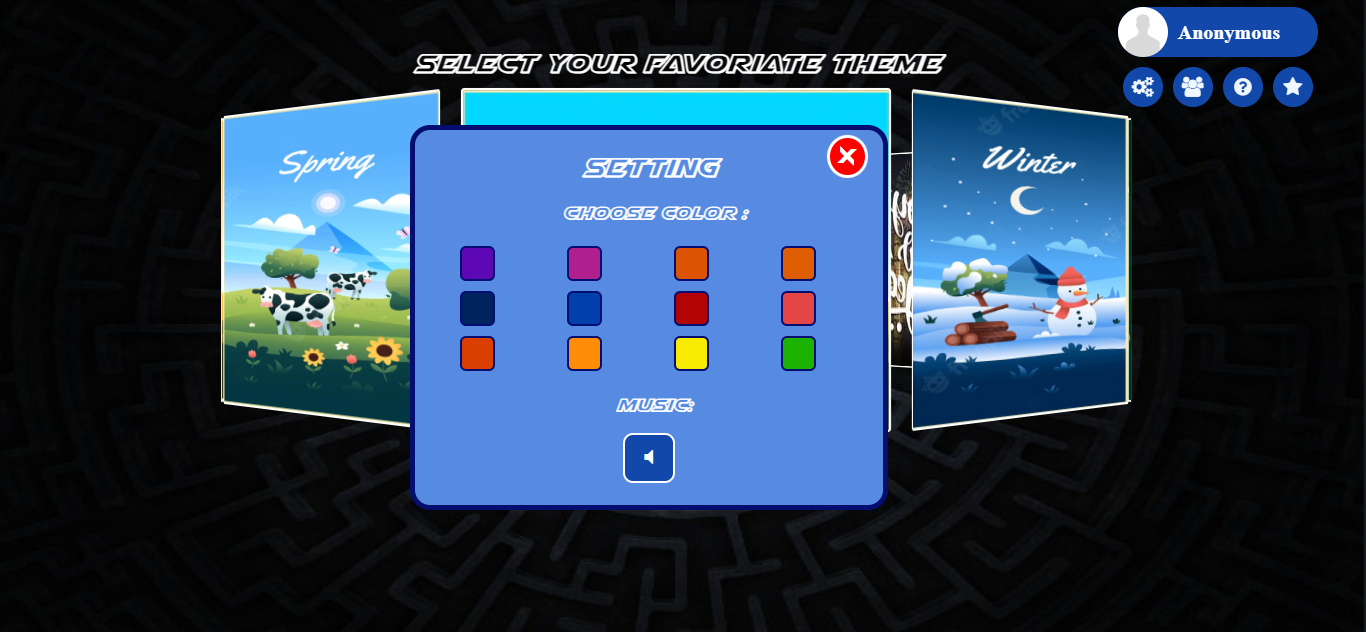 Anonymous
SELECT YOUR FAVORIATE THEME
Spring
Winter
SETTING
CHOOSE COLOR :
MUSIC: